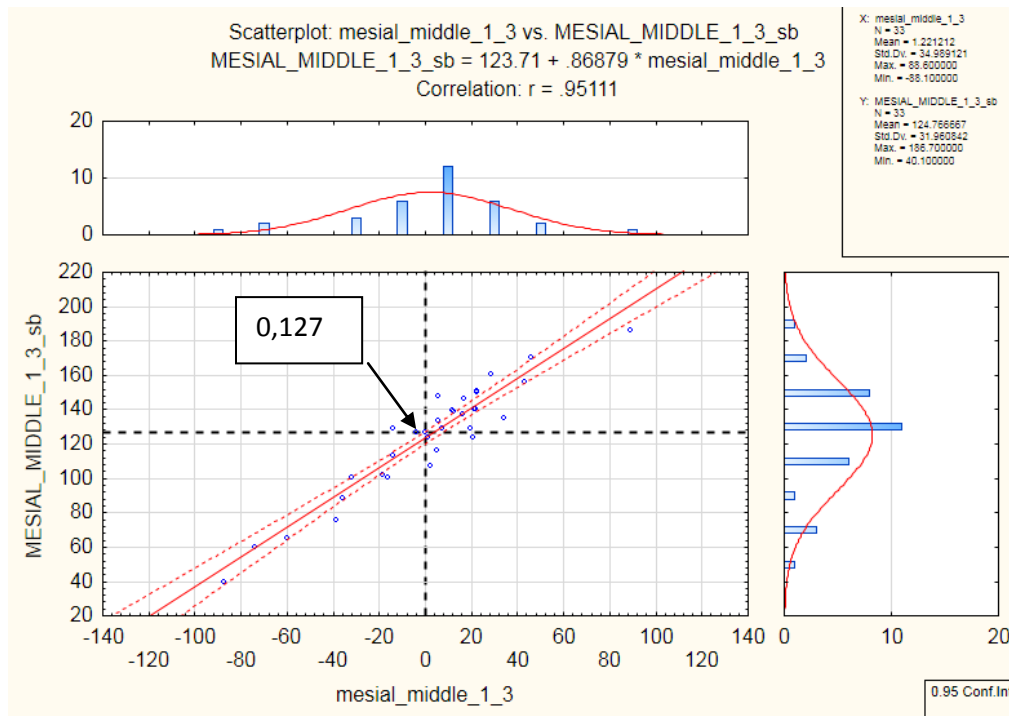 Scatterplot: mesial_middle_1_3 vs. MESIAL_MIDDLE_1_3_sb
MESIAL_MIDDLE_1_3_sb = 123.71 + .86879 * mesial_middle_1_3
Correlation: r = .95111
X: mesial_middle_1_3
N = 33
Mean = 1.221212
Std.Dv. = 34.989121
Max. = 88.600000
Min. = -88.100000
Y: MESIAL_MIDDLE_1_3_sb
N = 33
Mean = 124.766667
Std.Dv. = 31.960842
Max. = 186.700000
Min. = 40.100000
20
10
0
220
200
180
160
140
120
100
80
60
40
20
MESIAL_MIDDLE_1_3_sb
0,127
-140 -100 -60 -20 20 60 100 140
-120 -80 -40 0 40 80 120
mesial_middle_1_3
0 10 20
0.95 Conf.Int